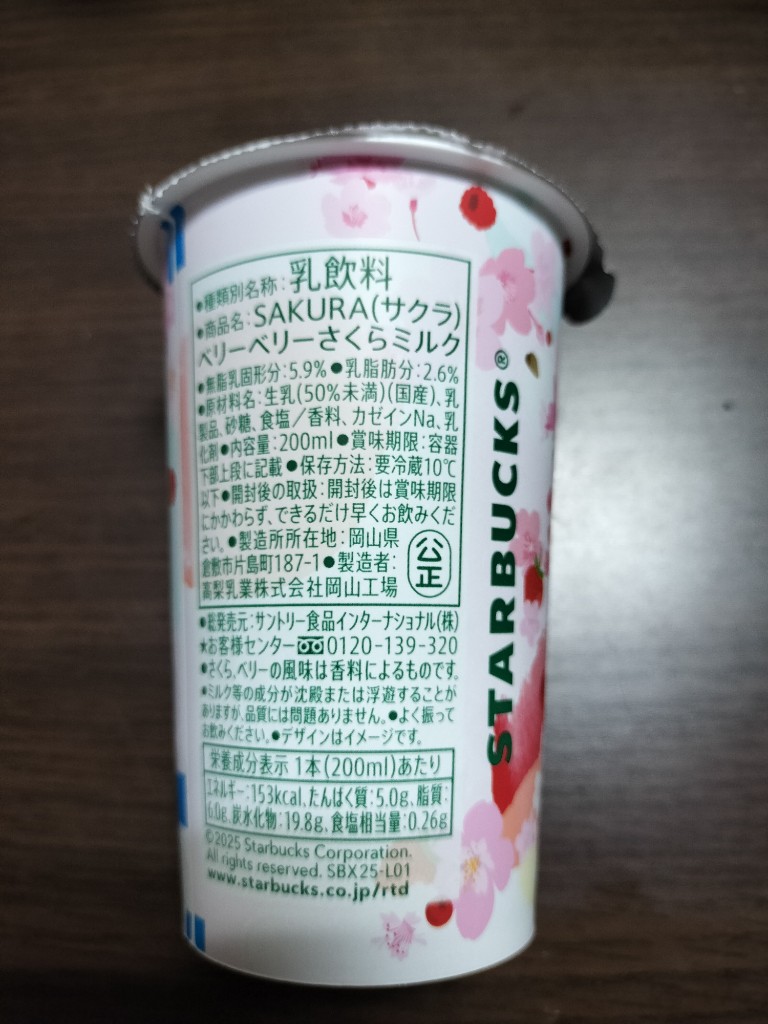 ●種類別名称:乳飲料
●商品名:SAKURA(サクラ)
ベリーベリーさくらミルク
●無脂乳固形分:5.9%●乳脂肪分:2.6%
●原材料名:生乳(50%未満)(国産)、乳
製品、砂糖、食塩/香料、カゼインNa、乳
化剤●内容量:200ml●賞味期限:容器
下部上段に記載●保存方法:要冷蔵10℃
以下●開封後の取扱:開封後は賞味期限
にかかわらず、できるだけ早くお飲みくだ
さい。●製造所所在地:岡山県
倉敷市片島町187-1●製造者:
高梨乳業株式会社岡山工場
公正
●総発売元:サントリー食品インターナショナル(株)
★お客様センター 0120-139-320
●さくら、ベリーの風味は香料によるものです。
●ミルク等の成分が沈殿または浮遊することが
ありますが、品質には問題ありません。●よく振って
お飲みください。●デザインはイメージです。
栄養成分表示 1本(200ml)あたり
エネルギー:153kcal、たんぱく質:5.0g、脂質:
6.0g、炭水化物:19.8g、食塩相当量:0.26g
©2025 Starbucks Corporation.
All rights reserved. SBX25-L01
www.starbucks.co.jp/rtd
STARBUCKS®